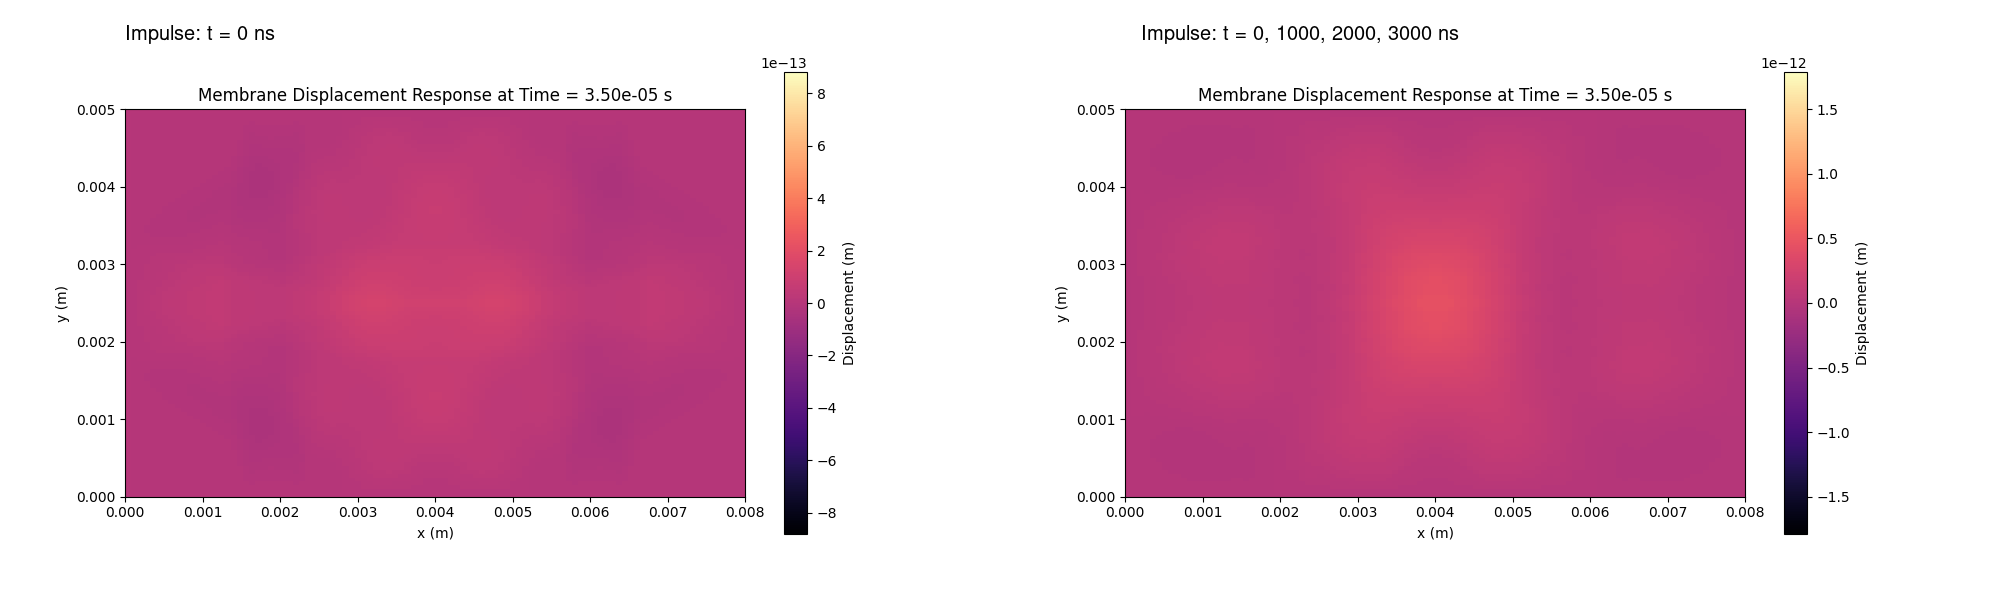 Impulse: t = 0 ns
1e−13
Membrane Displacement Response at Time = 3.50e-05 s
0.005
0.004
0.003
0.002
0.001
0.000
y (m)
0.000 0.001 0.002 0.003 0.004 0.005 0.006 0.007 0.008
x (m)
8
6
4
2
0
−2
−4
−6
−8
Displacement (m)
Impulse: t = 0, 1000, 2000, 3000 ns
1e−12
Membrane Displacement Response at Time = 3.50e-05 s
0.005
0.004
0.003
0.002
0.001
0.000
y (m)
0.000 0.001 0.002 0.003 0.004 0.005 0.006 0.007 0.008
x (m)
1.5
1.0
0.5
0.0
−0.5
−1.0
−1.5
Displacement (m)